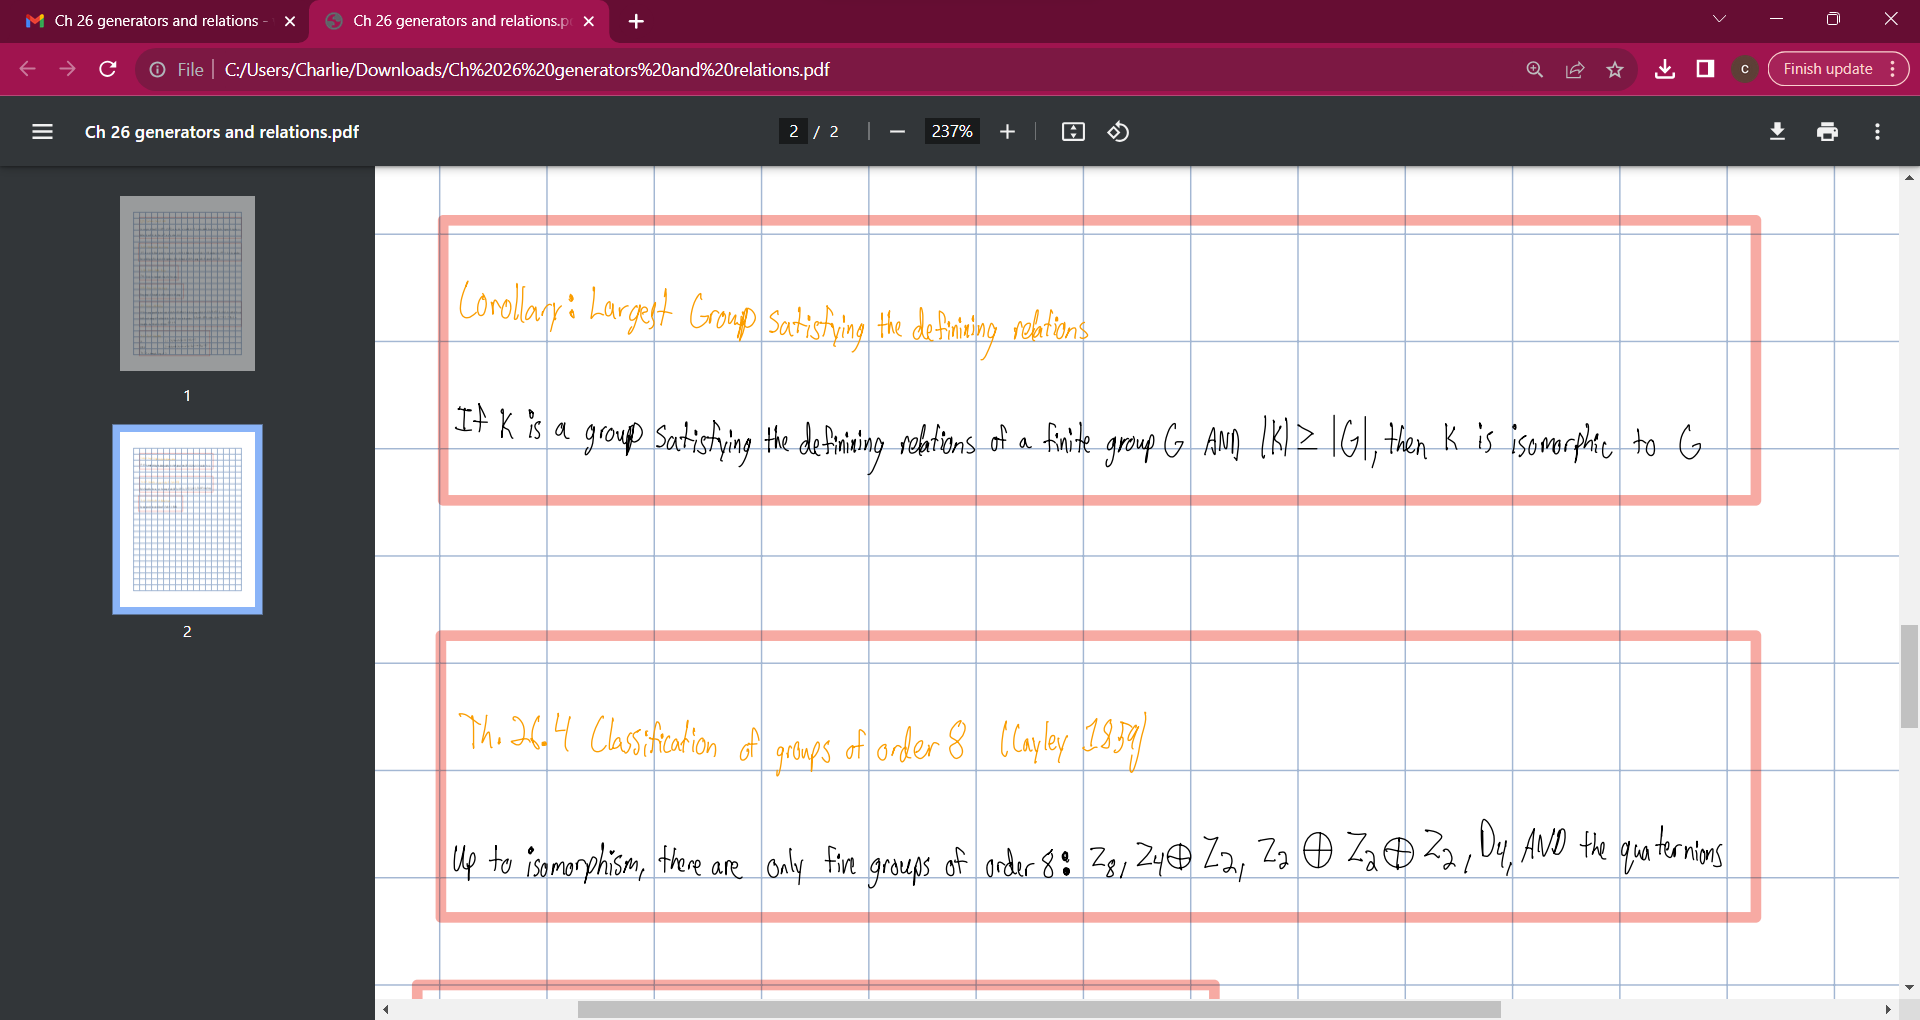 Ch 26 generators and relations -
Ch 26 generators and relations.p
File
C:/Users/Charlie/Downloads/Ch%2026%20generators%20and%20relations.pdf
C
Finish update
Ch 26 generators and relations.pdf
2 / 2
237%
1
2
Corollary: Largest Group satisfying the definining relations
If K is a group satisfying the definining relations of a finite group G AND |K| ≥ |G|, then K is isomorphic to G
Th. 26.4 Classification of groups of order 8 (Cayley 1859)
Up to isomorphism, there are only five groups of order 8: Z₈, Z₄⊕Z₂, Z₂⊕Z₂⊕Z₂, D₄, AND the quaternions